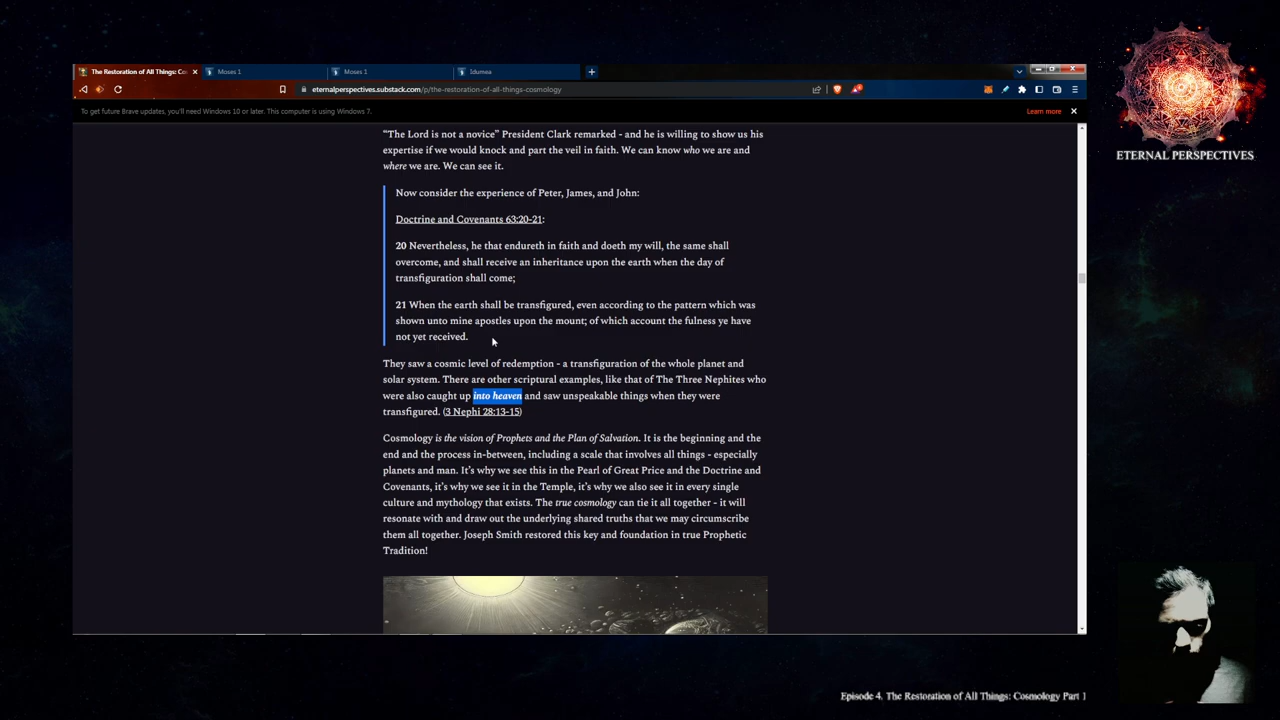 The Restoration of All Things: Co
Moses 1
Moses 1
Idumea
eternalperspectives.substack.com/p/the-restoration-of-all-things-cosmology
To get future Brave updates, you'll need Windows 10 or later. This computer is using Windows 7.
Learn more
“The Lord is not a novice” President Clark remarked - and he is willing to show us his
expertise if we would knock and part the veil in faith. We can know who we are and
where we are. We can see it.
Now consider the experience of Peter, James, and John:
Doctrine and Covenants 63:20-21:
20 Nevertheless, he that endureth in faith and doeth my will, the same shall
overcome, and shall receive an inheritance upon the earth when the day of
transfiguration shall come;
21 When the earth shall be transfigured, even according to the pattern which was
shown unto mine apostles upon the mount; of which account the fulness ye have
not yet received.
They saw a cosmic level of redemption - a transfiguration of the whole planet and
solar system. There are other scriptural examples, like that of The Three Nephites who
were also caught up into heaven and saw unspeakable things when they were
transfigured. (3 Nephi 28:13-15)
Cosmology is the vision of Prophets and the Plan of Salvation. It is the beginning and the
end and the process in-between, including a scale that involves all things - especially
planets and man. It’s why we see this in the Pearl of Great Price and the Doctrine and
Covenants, it’s why we see it in the Temple, it’s why we also see it in every single
culture and mythology that exists. The true cosmology can tie it all together - it will
resonate with and draw out the underlying shared truths that we may circumscribe
them all together. Joseph Smith restored this key and foundation in true Prophetic
Tradition!
ETERNAL PERSPECTIVES
Episode 4. The Restoration of All Things: Cosmology Part 1